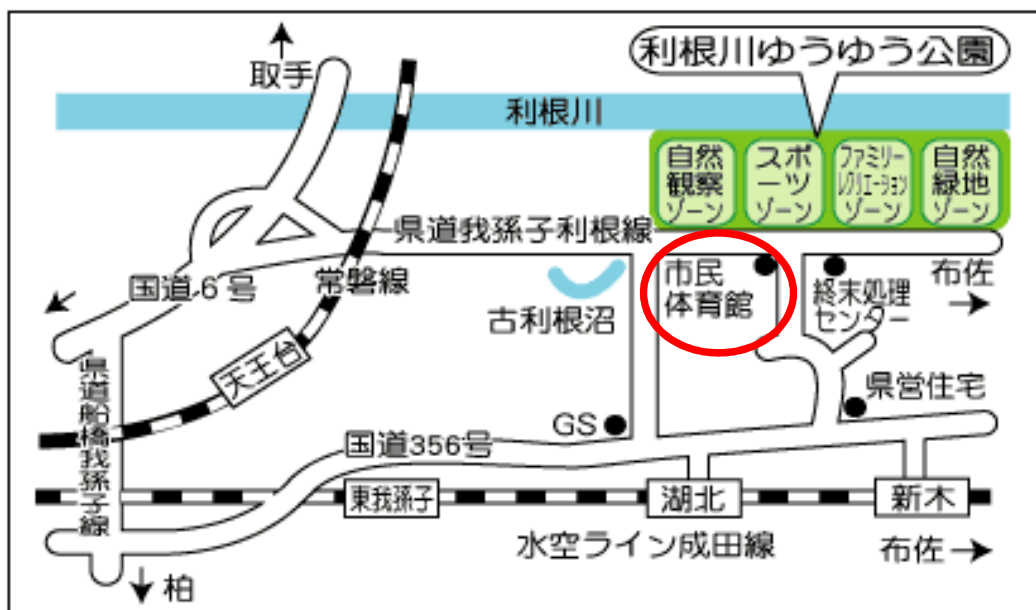 取手
利根川ゆうゆう公園
利根川
自然
観察
ゾーン
スポ
ーツ
ゾーン
ファミリー
レクリエーション
ゾーン
自然
緑地
ゾーン
県道我孫子利根線
国道6号
常磐線
古利根沼
市民
体育館
終末処理
センター
布佐
天王台
県道船橋我孫子線
県営住宅
GS
国道356号
東我孫子
湖北
新木
水空ライン成田線
布佐
柏